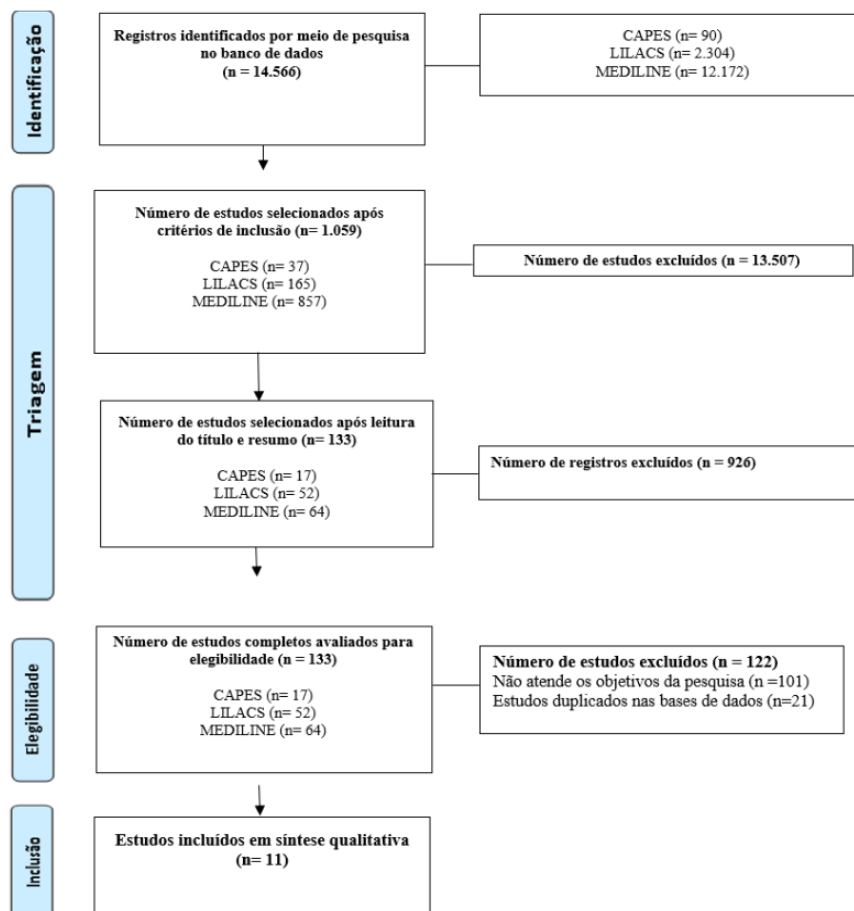 Identificação
Registros identificados por meio de pesquisa
no banco de dados
(n = 14.566)
CAPES (n= 90)
LILACS (n= 2.304)
MEDILINE (n= 12.172)
Triagem
Número de estudos selecionados após
critérios de inclusão (n= 1.059)
CAPES (n= 37)
LILACS (n= 165)
MEDILINE (n= 857)
Número de estudos excluídos (n = 13.507)
Número de estudos selecionados após leitura
do título e resumo (n= 133)
CAPES (n= 17)
LILACS (n= 52)
MEDILINE (n= 64)
Número de registros excluídos (n = 926)
Elegibilidade
Número de estudos completos avaliados para
elegibilidade (n = 133)
CAPES (n= 17)
LILACS (n= 52)
MEDILINE (n= 64)
Número de estudos excluídos (n = 122)
Não atende os objetivos da pesquisa (n =101)
Estudos duplicados nas bases de dados (n=21)
Inclusão
Estudos incluídos em síntese qualitativa
(n= 11)